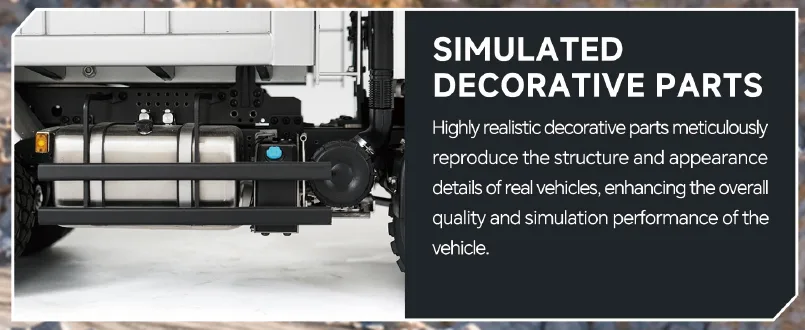 SIMULATED
DECORATIVE PARTS
Highly realistic decorative parts meticulously
reproduce the structure and appearance
details of real vehicles, enhancing the overall
quality and simulation performance of the
vehicle.